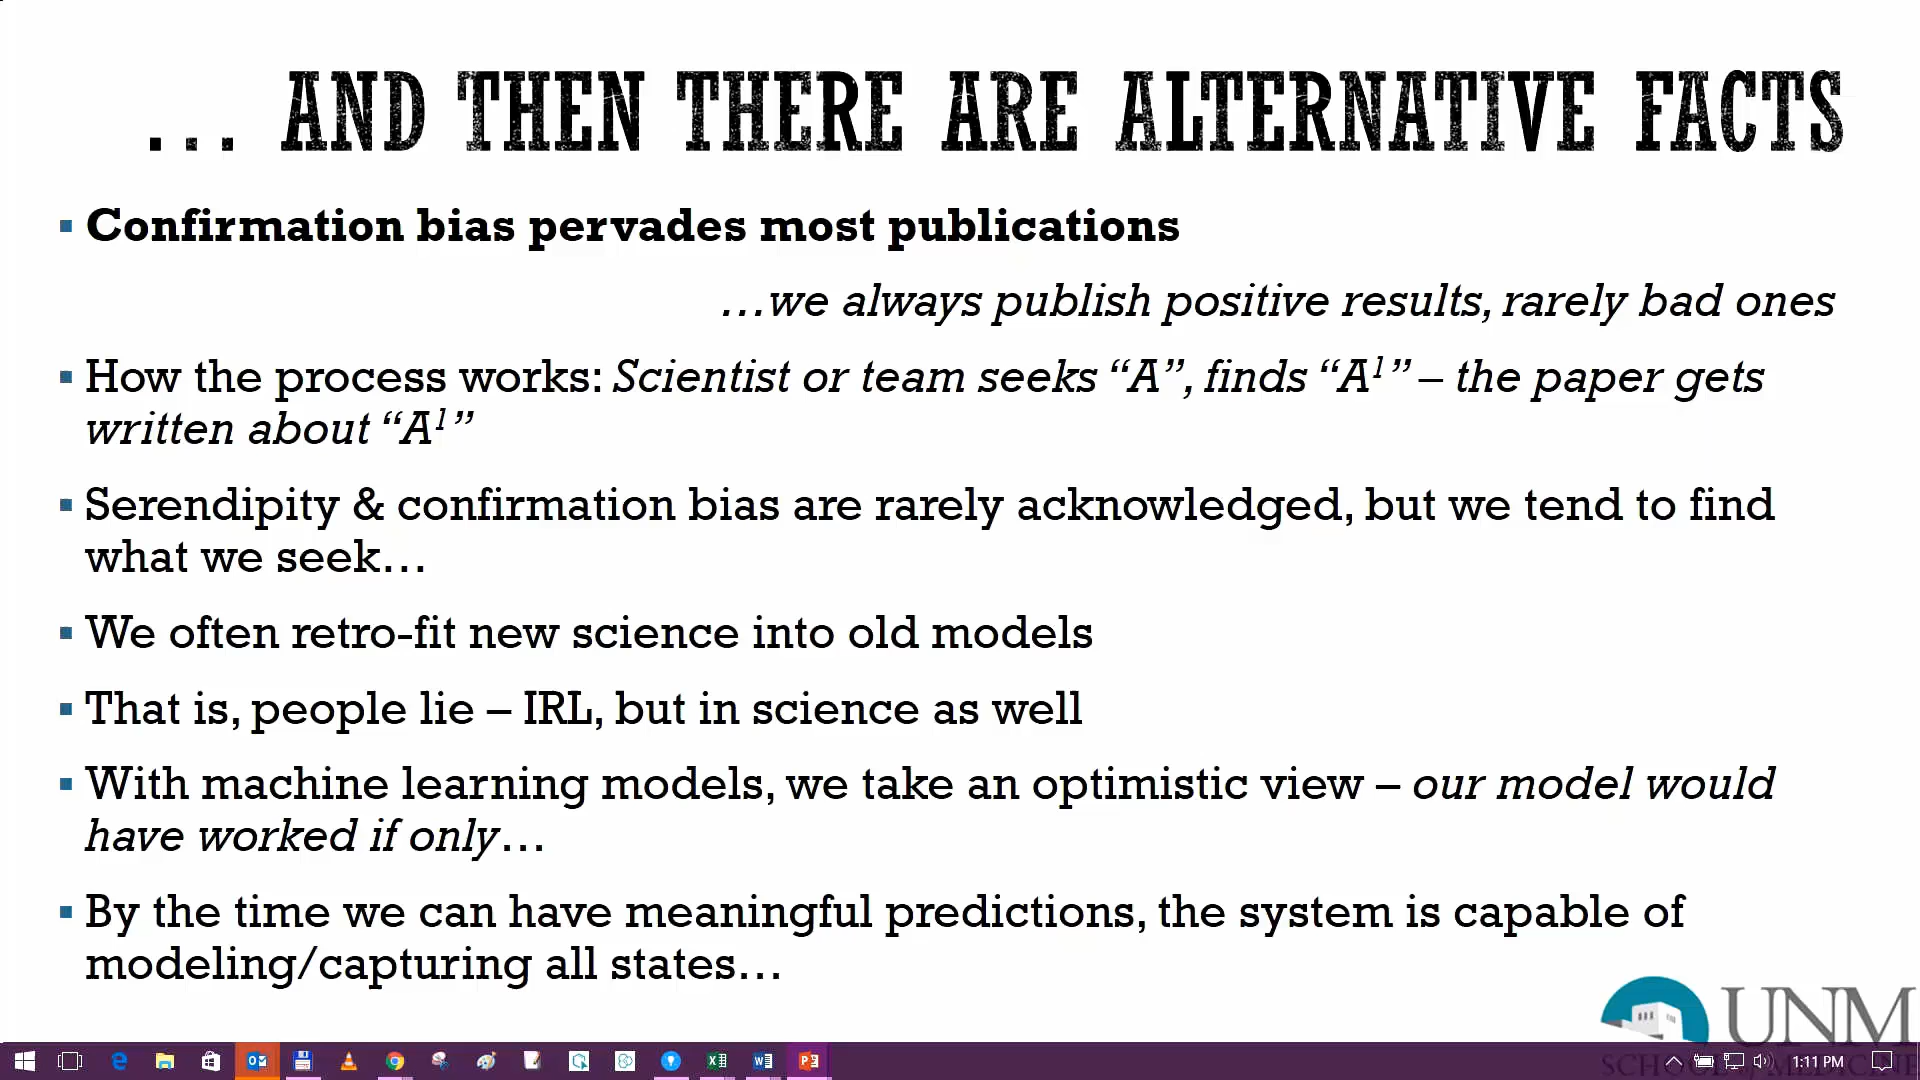 ... AND THEN THERE ARE ALTERNATIVE FACTS
▪ Confirmation bias pervades most publications
…we always publish positive results, rarely bad ones
▪ How the process works: Scientist or team seeks “A”, finds “A¹” – the paper gets
written about “A¹”
▪ Serendipity & confirmation bias are rarely acknowledged, but we tend to find
what we seek…
▪ We often retro-fit new science into old models
▪ That is, people lie – IRL, but in science as well
▪ With machine learning models, we take an optimistic view – our model would
have worked if only…
▪ By the time we can have meaningful predictions, the system is capable of
modeling/capturing all states…
UNM
SCHOOL of MEDICINE
1:11 PM